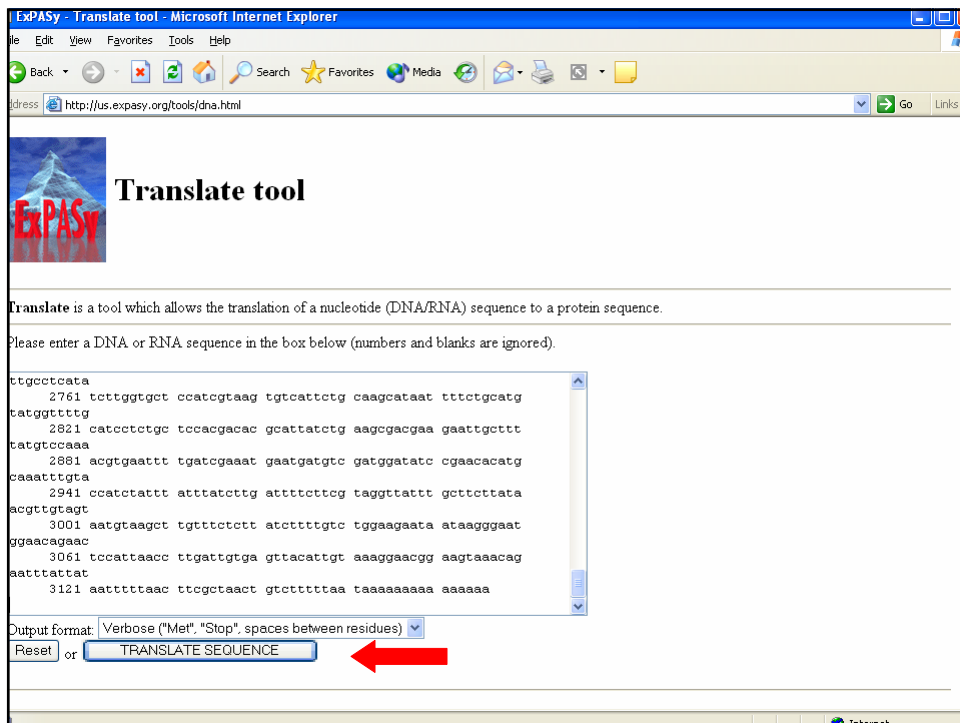 ExPASy - Translate tool - Microsoft Internet Explorer
ile Edit View Favorites Tools Help
Back Search Favorites Media
ddress http://us.expasy.org/tools/dna.html Go Links
ExPASy
Translate tool
Translate is a tool which allows the translation of a nucleotide (DNA/RNA) sequence to a protein sequence.
Please enter a DNA or RNA sequence in the box below (numbers and blanks are ignored).
ttgcctcata
2761 tcttggtgct ccatcgtaag tgtcattctg caagcataat tttctgcatg
tatggttttg
2821 catcctctgc tccacgacac gcattatctg aagcgacgaa gaattgcttt
tatgtccaaa
2881 acgtgaattt tgatcgaaat gaatgatgtc gatggatatc cgaacacatg
caaatttgta
2941 ccatctattt atttatcttg attttcttcg taggttattt gcttcttata
acgttgtagt
3001 aatgtaagct tgtttctctt atcttttgtc tggaagaata ataagggaat
ggaacagaac
3061 tccattaacc ttgattgtga gttacattgt aaaggaacgg aagtaaacag
aatttattat
3121 aatttttaac ttcgctaact gtctttttaa taaaaaaaaa aaaaaa
Output format: Verbose ("Met", "Stop", spaces between residues)
Reset or TRANSLATE SEQUENCE
Internet